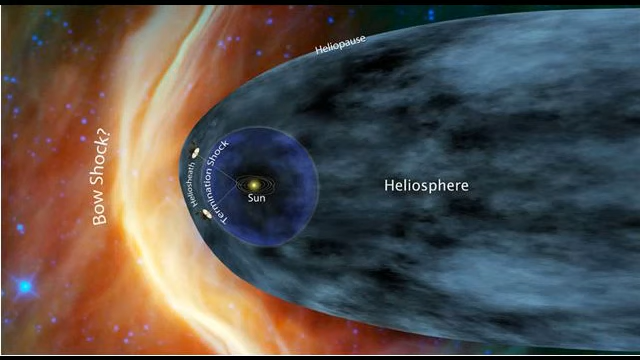 Heliopause
Bow Shock?
Heliosheath
Termination Shock
Sun
Heliosphere